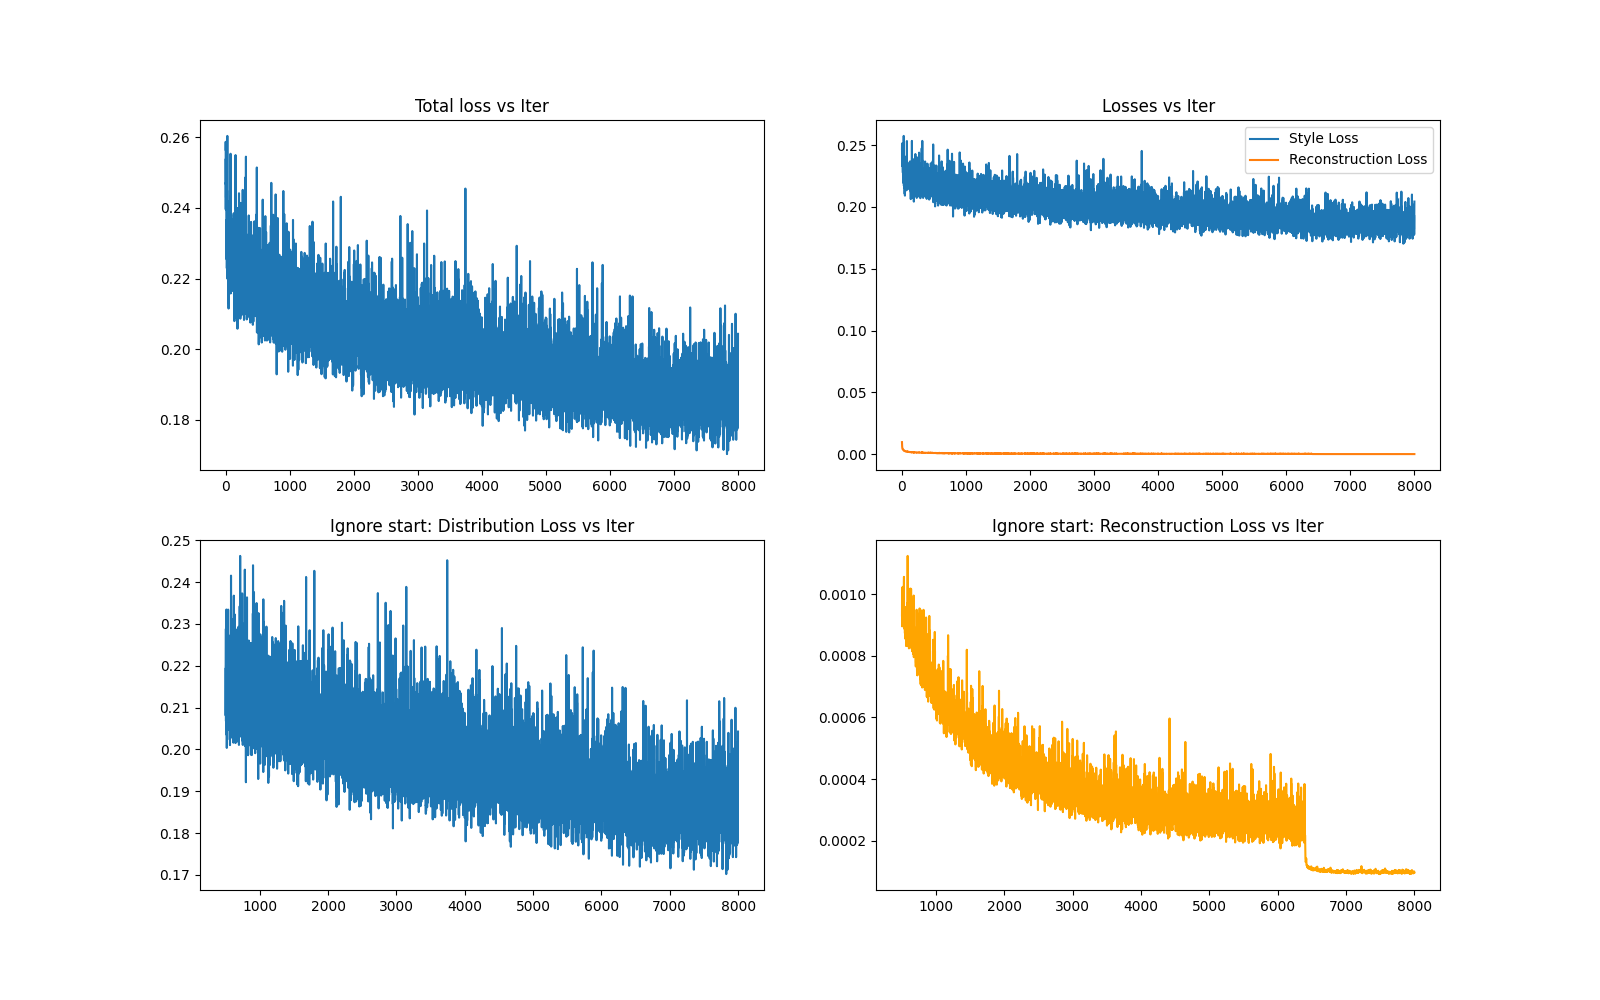 Total loss vs Iter
0.26
0.24
0.22
0.20
0.18
0 1000 2000 3000 4000 5000 6000 7000 8000
Losses vs Iter
Style Loss
Reconstruction Loss
0.25
0.20
0.15
0.10
0.05
0.00
0 1000 2000 3000 4000 5000 6000 7000 8000
Ignore start: Distribution Loss vs Iter
0.25
0.24
0.23
0.22
0.21
0.20
0.19
0.18
0.17
1000 2000 3000 4000 5000 6000 7000 8000
Ignore start: Reconstruction Loss vs Iter
0.0010
0.0008
0.0006
0.0004
0.0002
1000 2000 3000 4000 5000 6000 7000 8000